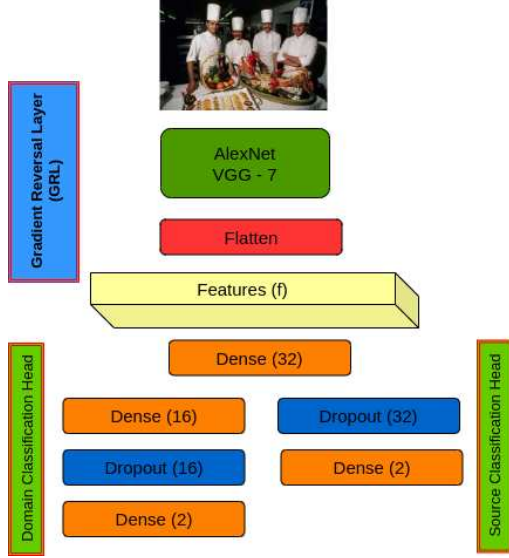 Gradient Reversal Layer
(GRL)
AlexNet
VGG - 7
Flatten
Features (f)
Dense (32)
Domain Classification Head
Dense (16)
Dropout (16)
Dense (2)
Dropout (32)
Dense (2)
Source Classification Head